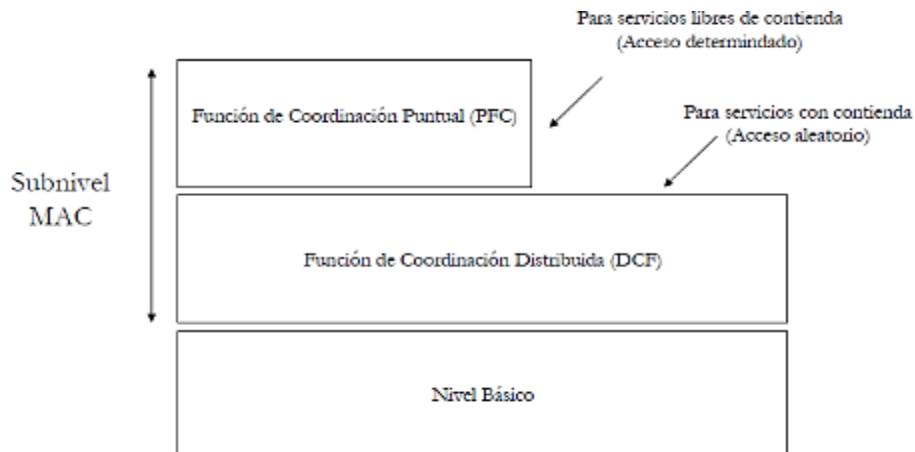 Para servicios libres de contienda
(Acceso determindado)
Función de Coordinación Puntual (PFC)
Para servicios con contienda
(Acceso aleatorio)
Subnivel
MAC
Función de Coordinación Distribuida (DCF)
Nivel Básico